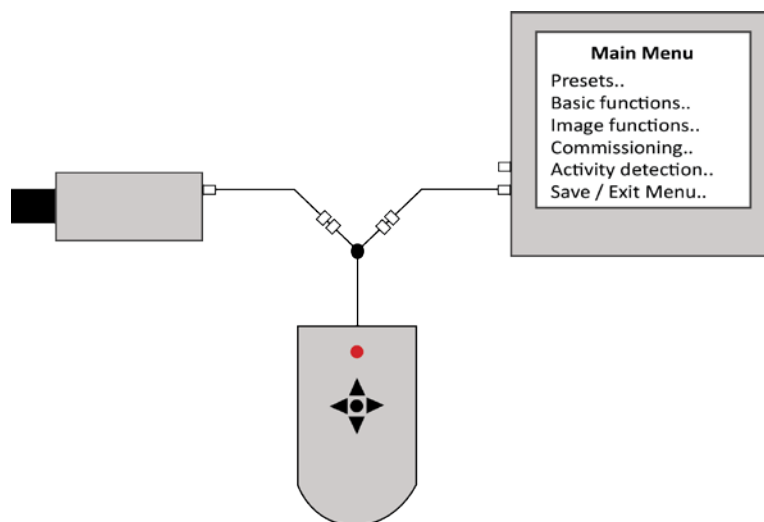 Main Menu
Presets..
Basic functions..
Image functions..
Commissioning..
Activity detection..
Save / Exit Menu..